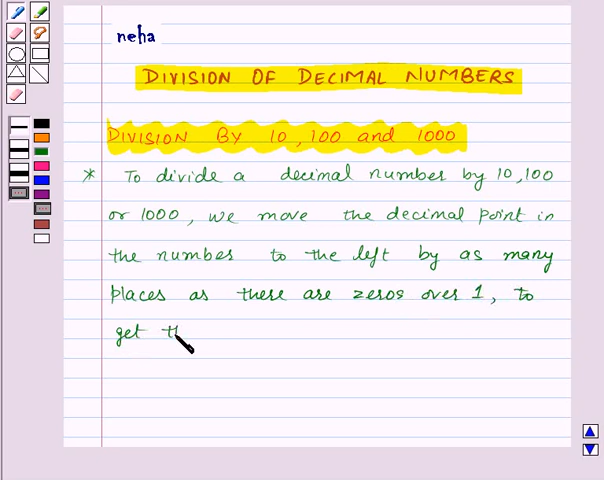 neha
DIVISION OF DECIMAL NUMBERS
DIVISION BY 10, 100 and 1000
* To divide a decimal number by 10, 100
or 1000, we move the decimal point in
the number to the left by as many
places as there are zeros over 1, to
get th